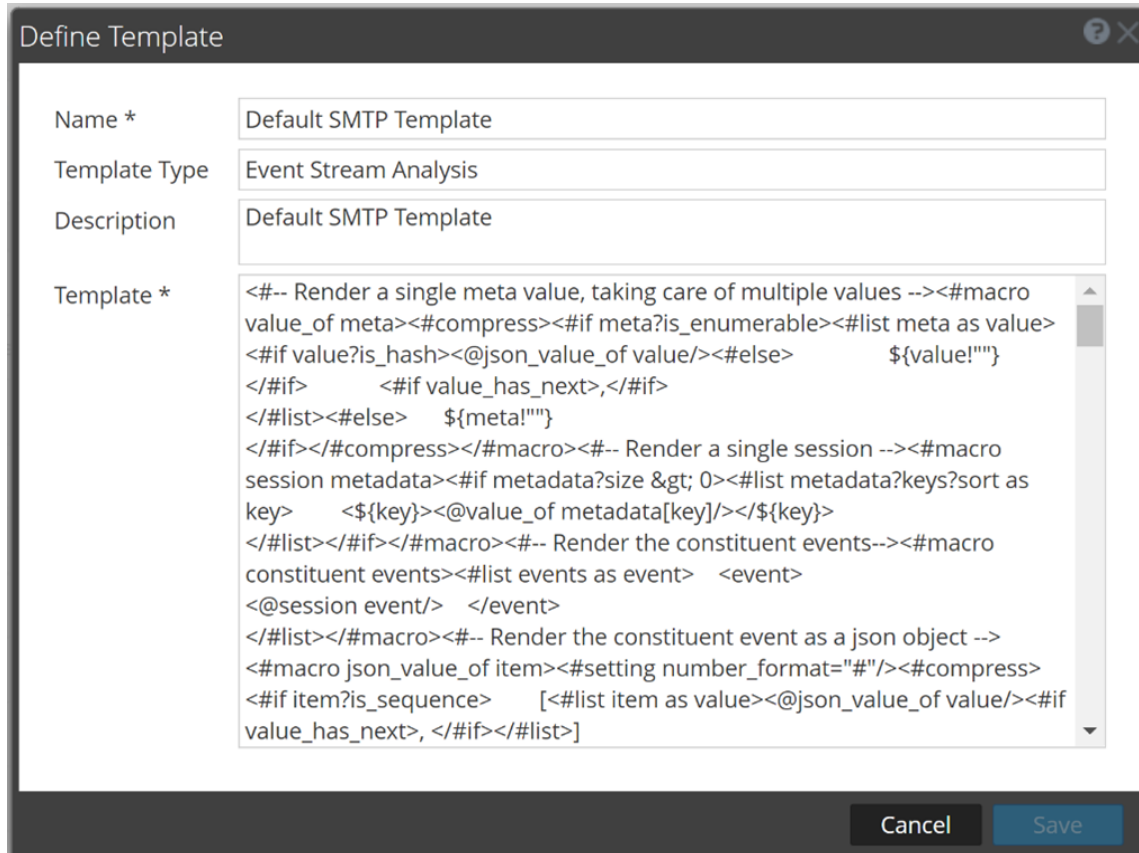 Define Template
Name *
Default SMTP Template
Template Type
Event Stream Analysis
Description
Default SMTP Template
Template *
<#-- Render a single meta value, taking care of multiple values --><#macro
value_of meta><#compress><#if meta?is_enumerable><#list meta as value>
<#if value?is_hash><@json_value_of value/><#else>               ${value!""}
</#if>           <#if value_has_next>,</#if>
</#list><#else>     ${meta!""}
</#if></#compress></#macro><#-- Render a single session --><#macro
session metadata><#if metadata?size &gt; 0><#list metadata?keys?sort as
key>       <${key}><@value_of metadata[key]/></${key}>
</#list></#if></#macro><#-- Render the constituent events--><#macro
constituent events><#list events as event>   <event>
<@session event/>   </event>
</#list></#macro><#-- Render the constituent event as a json object -->
<#macro json_value_of item><#setting number_format="#"/><#compress>
<#if item?is_sequence>       [<#list item as value><@json_value_of value/><#if
value_has_next>, </#if></#list>]
Cancel
Save